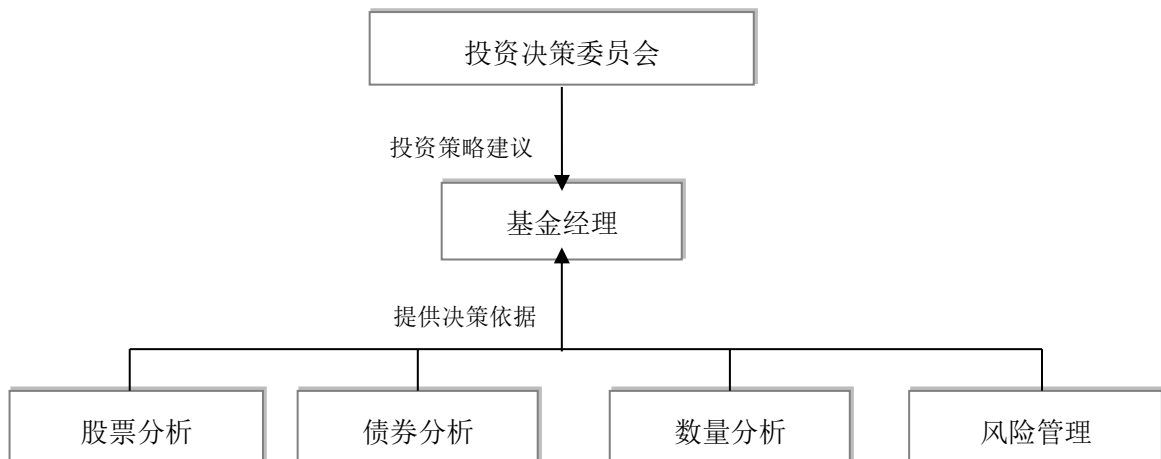 投资决策委员会
投资策略建议
基金经理
提供决策依据
股票分析
债券分析
数量分析
风险管理